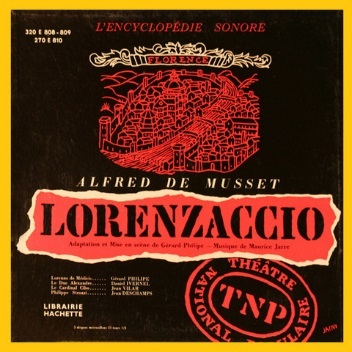 L'ENCYCLOPÉDIE SONORE
320 E 808-809
270 E 810
FLORENCE
ALFRED DE MUSSET
LORENZACCIO
Adaptation et Mise en scène de Gérard Philipe – Musique de Maurice Jarre
Lorenzo de Médicis...... Gérard PHILIPE
Le Duc Alexandre........ Daniel IVERNEL
Le Cardinal Cibo........ Jean VILAR
Philippe Strozzi........ Jean DESCHAMPS
LIBRAIRIE
HACHETTE
THÉÂTRE
NATIONAL POPULAIRE
TNP